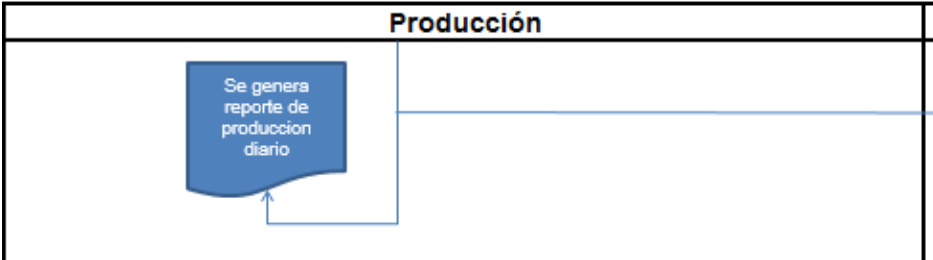 Producción
Se genera
reporte de
produccion
diario